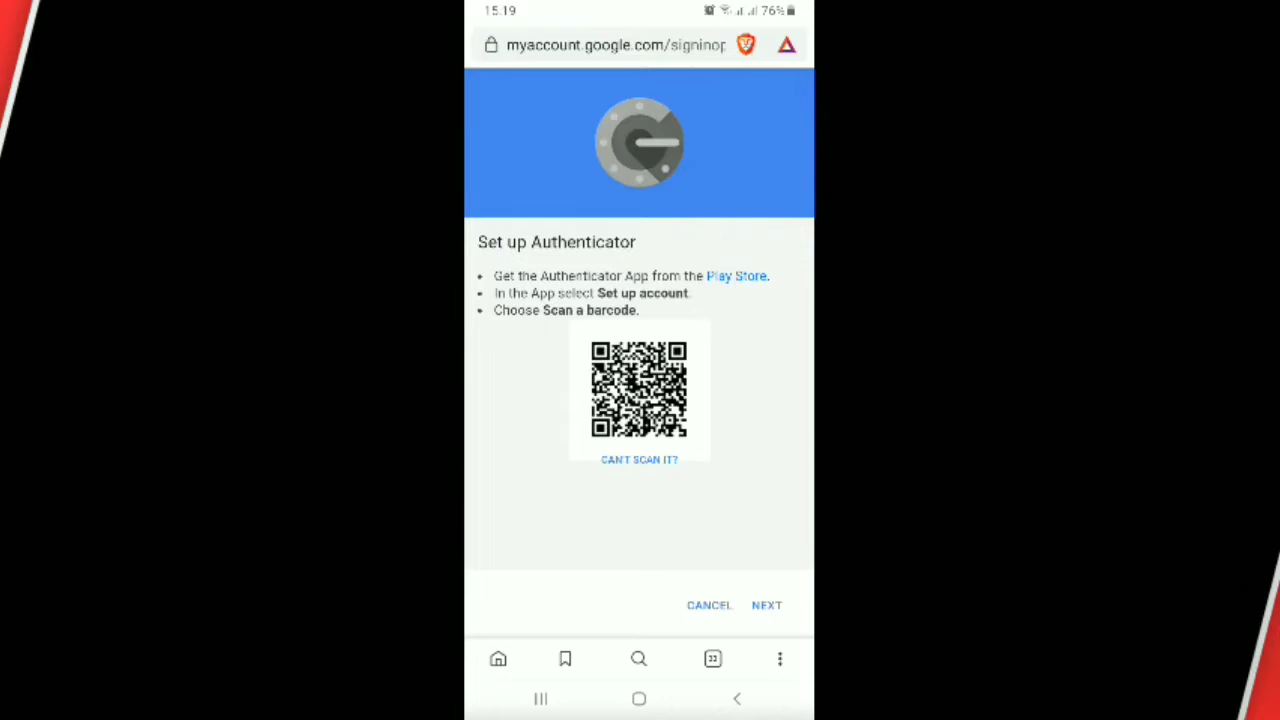 15.19
76%
myaccount.google.com/signinop
Set up Authenticator
• Get the Authenticator App from the Play Store.
• In the App select Set up account.
• Choose Scan a barcode.
CAN'T SCAN IT?
CANCEL NEXT